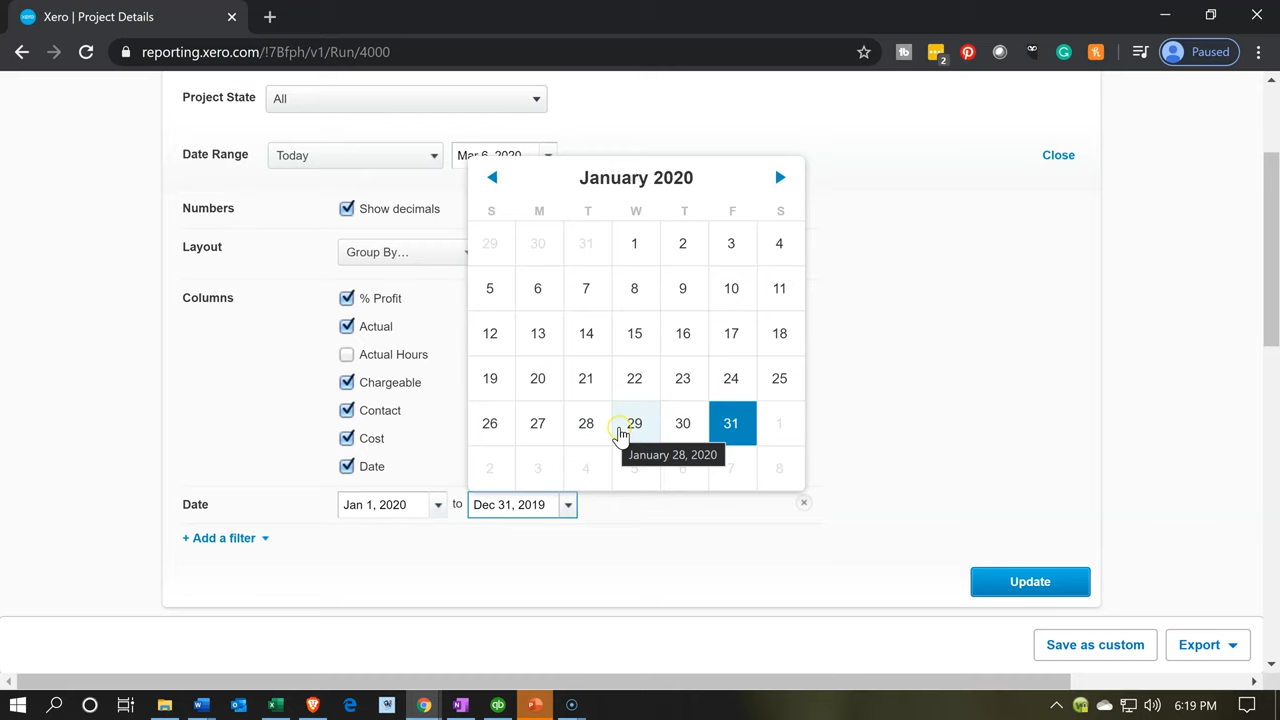 Xero | Project Details
reporting.xero.com/!7Bfph/v1/Run/4000
2
Paused
Project State
All
Date Range
Today
Mar 6, 2020
Close
January 2020
S M T W T F S
29 30 31 1 2 3 4
5 6 7 8 9 10 11
12 13 14 15 16 17 18
19 20 21 22 23 24 25
26 27 28 29 30 31 1
2 3 4 5 6 7 8
January 28, 2020
Numbers
Show decimals
Layout
Group By...
Columns
% Profit
Actual
Actual Hours
Chargeable
Contact
Cost
Date
Date
Jan 1, 2020 to Dec 31, 2019
+ Add a filter
Update
Save as custom
Export
6:19 PM